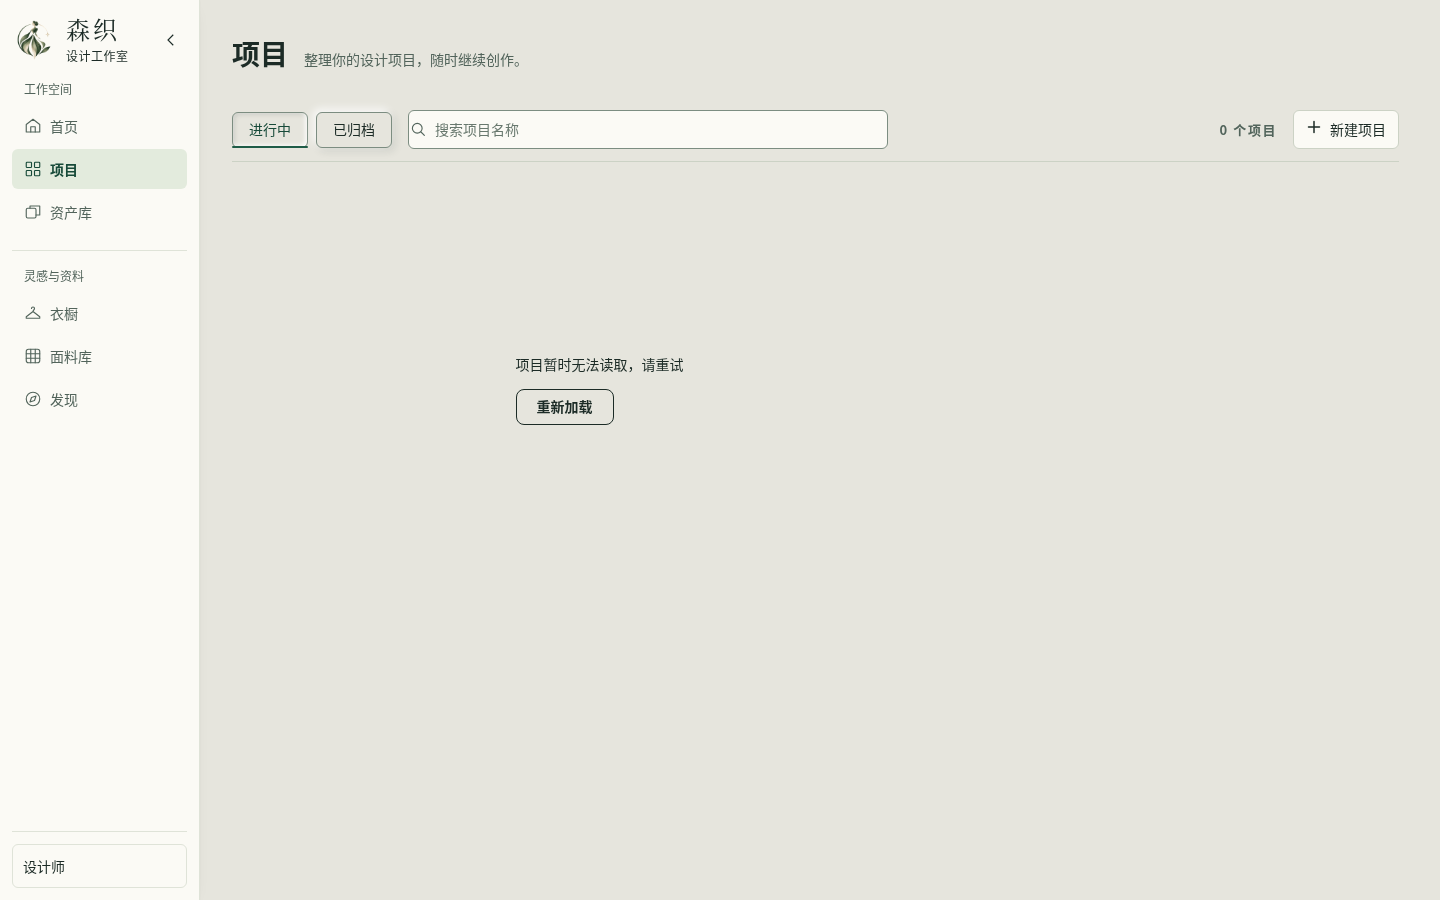 森织
设计工作室
工作空间
首页
项目
资产库
灵感与资料
衣橱
面料库
发现
设计师
项目
整理你的设计项目，随时继续创作。
进行中
已归档
搜索项目名称
0 个项目
新建项目
项目暂时无法读取，请重试
重新加载